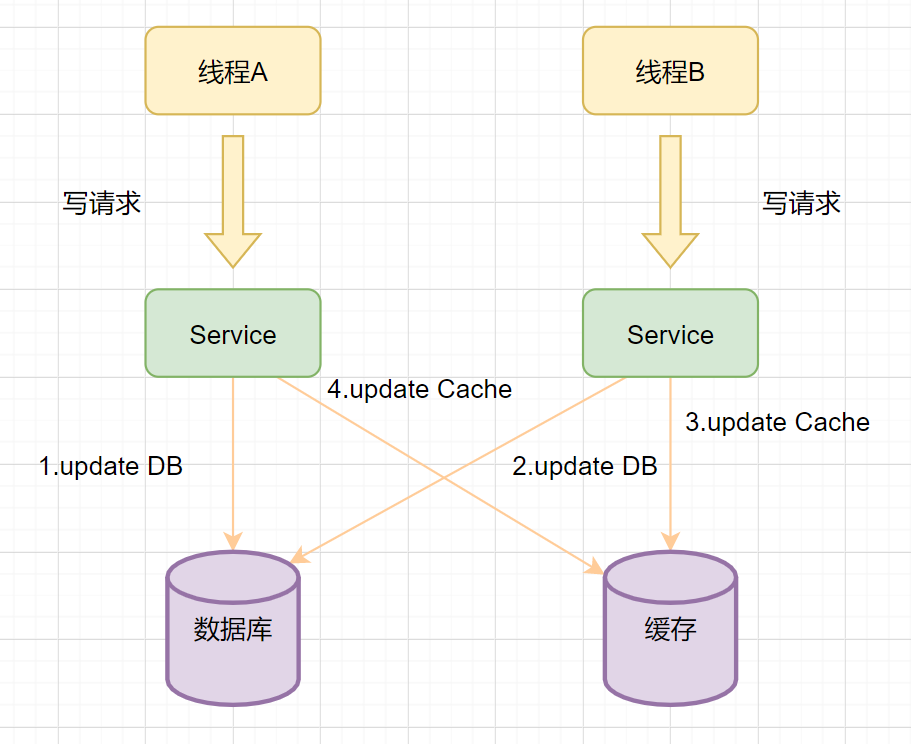 线程A
线程B
写请求
写请求
Service
Service
4.update Cache
3.update Cache
1.update DB
2.update DB
数据库
缓存